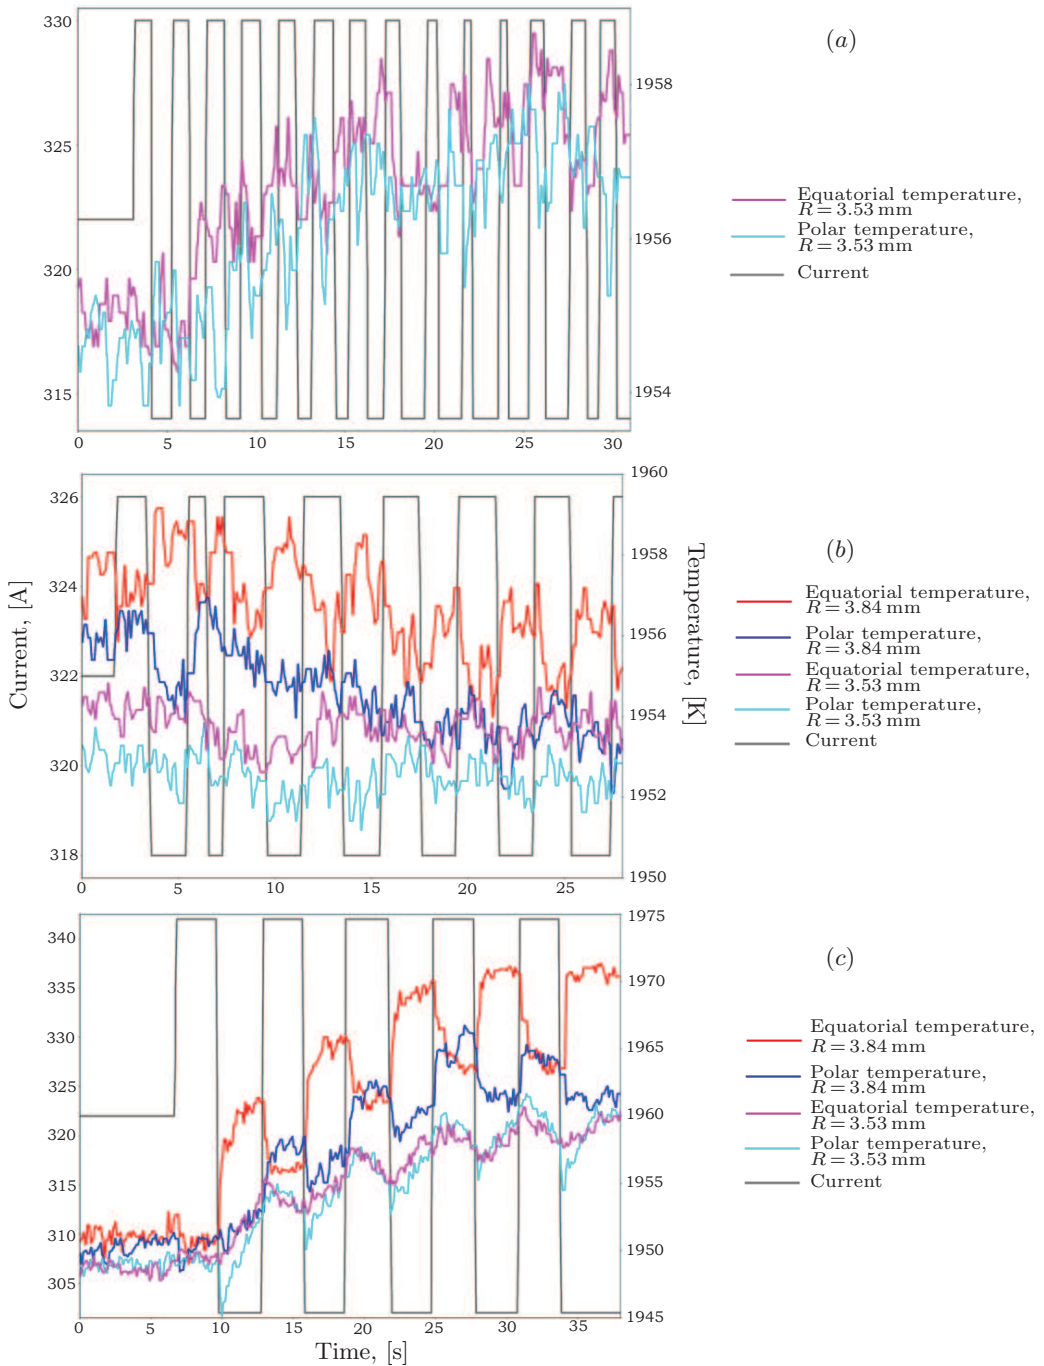 330
325
320
315
1958
1956
1954
0 5 10 15 20 25 30
(a)
Equatorial temperature,
R = 3.53 mm
Polar temperature,
R = 3.53 mm
Current
326
324
322
320
318
1960
1958
1956
1954
1952
1950
0 5 10 15 20 25
Current, [A]
Temperature, [K]
(b)
Equatorial temperature,
R = 3.84 mm
Polar temperature,
R = 3.84 mm
Equatorial temperature,
R = 3.53 mm
Polar temperature,
R = 3.53 mm
Current
340
335
330
325
320
315
310
305
1975
1970
1965
1960
1955
1950
1945
0 5 10 15 20 25 30 35
Time, [s]
(c)
Equatorial temperature,
R = 3.84 mm
Polar temperature,
R = 3.84 mm
Equatorial temperature,
R = 3.53 mm
Polar temperature,
R = 3.53 mm
Current